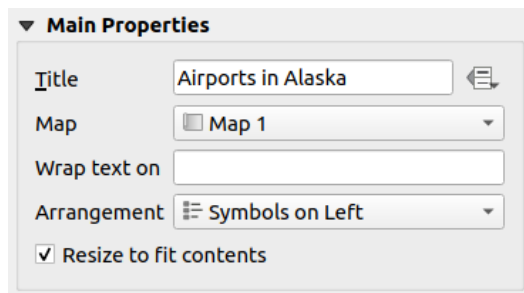 Main Properties
Title Airports in Alaska
Map Map 1
Wrap text on
Arrangement Symbols on Left
Resize to fit contents